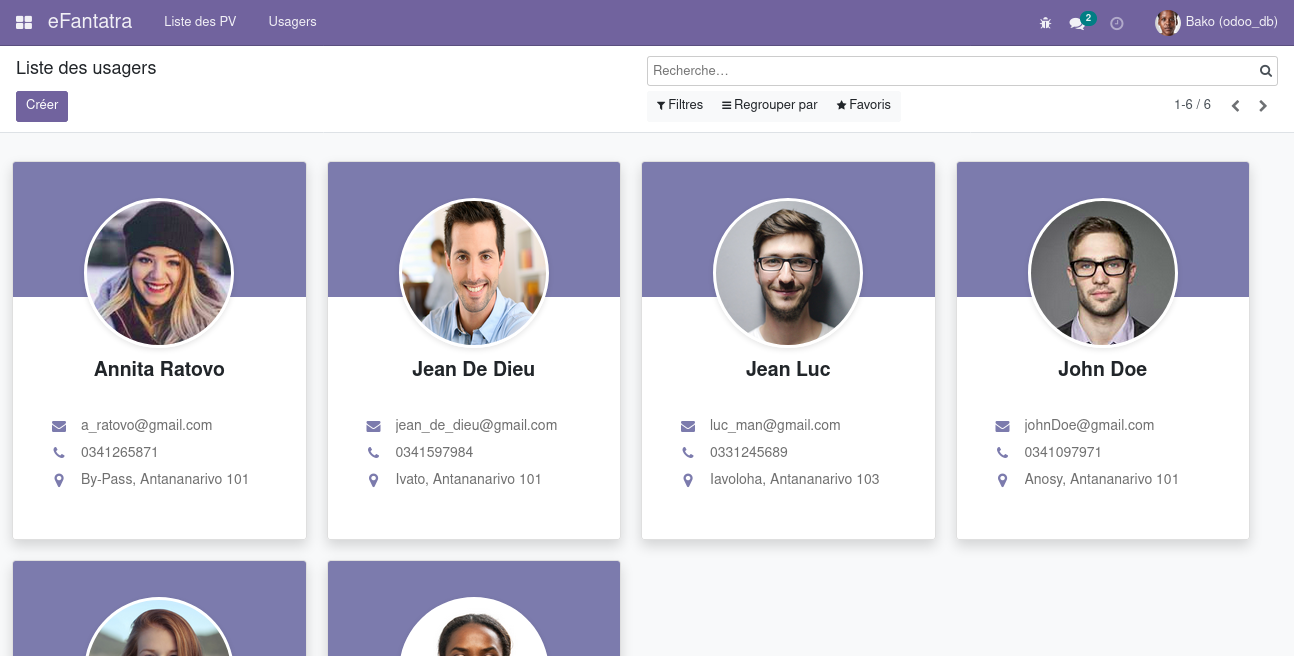 eFantatra Liste des PV Usagers 2 Bako (odoo_db)
Liste des usagers
Recherche...
Créer
Filtres Regrouper par Favoris 1-6 / 6
Annita Ratovo
a_ratovo@gmail.com
0341265871
By-Pass, Antananarivo 101
Jean De Dieu
jean_de_dieu@gmail.com
0341597984
Ivato, Antananarivo 101
Jean Luc
luc_man@gmail.com
0331245689
Iavoloha, Antananarivo 103
John Doe
johnDoe@gmail.com
0341097971
Anosy, Antananarivo 101